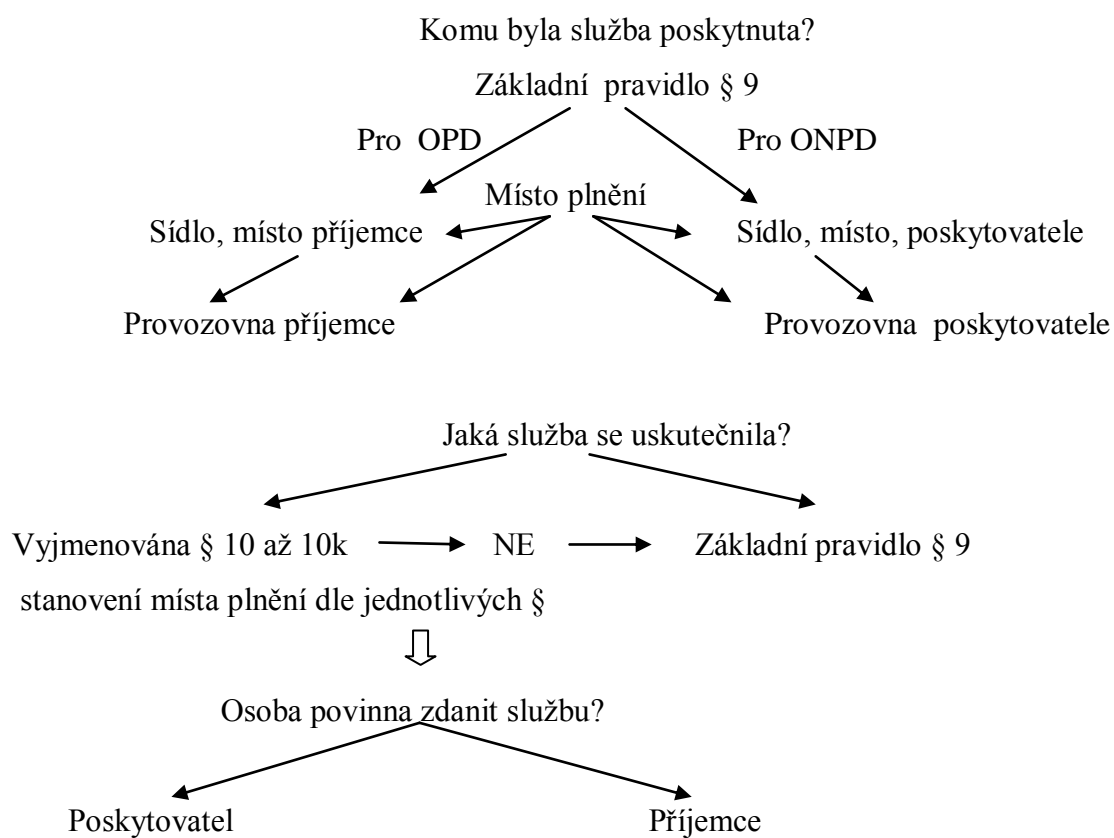 Komu byla služba poskytnuta?
Základní pravidlo § 9
Pro OPD Pro ONPD
Místo plnění
Sídlo, místo příjemce Sídlo, místo, poskytovatele
Provozovna příjemce Provozovna poskytovatele
Jaká služba se uskutečnila?
Vyjmenována § 10 až 10k NE Základní pravidlo § 9
stanovení místa plnění dle jednotlivých §
Osoba povinna zdanit službu?
Poskytovatel Příjemce